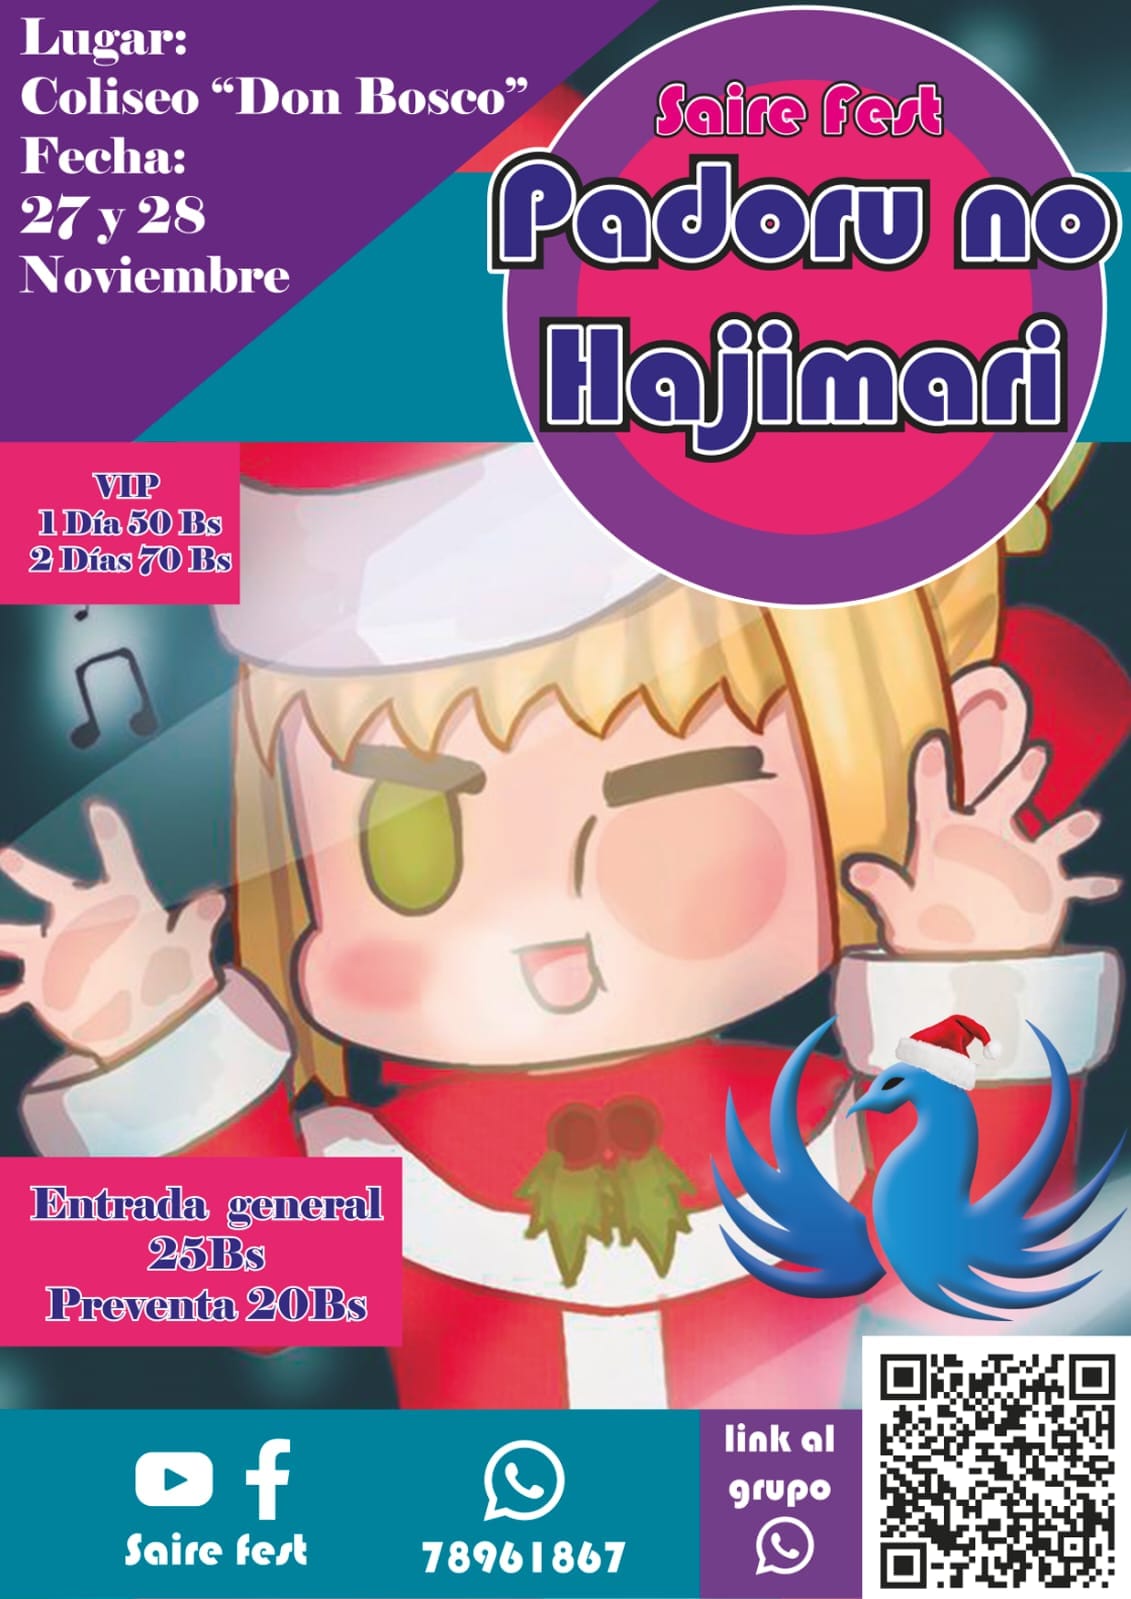 Lugar:
Coliseo “Don Bosco”
Fecha:
27 y 28
Noviembre
Saire Fest
Padoru no
Hajimari
VIP
1 Día 50 Bs
2 Días 70 Bs
Entrada general
25Bs
Preventa 20Bs
Saire fest
78961867
link al
grupo